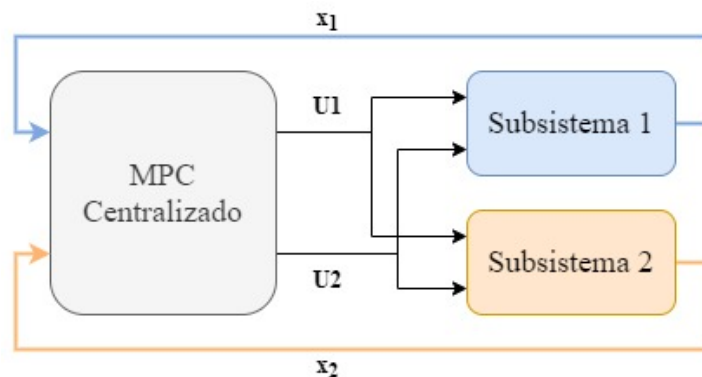 x₁
U1
Subsistema 1
MPC
Centralizado
Subsistema 2
U2
x₂